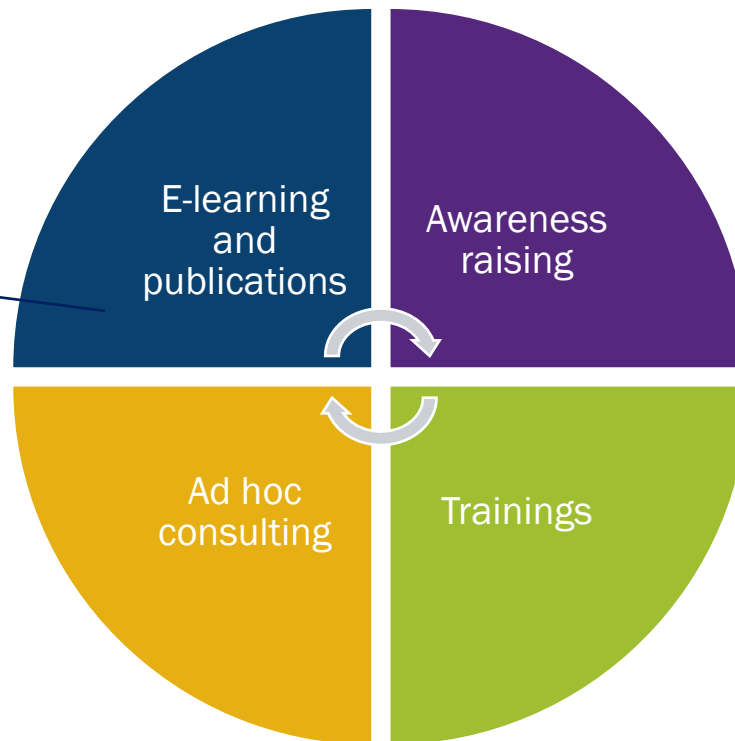 E-learning
and
publications
Awareness
raising
Ad hoc
consulting
Trainings